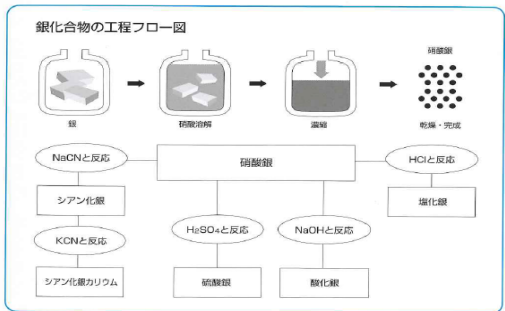 銀化合物の工程フロー図
硝酸銀
銀
硝酸溶解
濃縮
乾燥・完成
NaCNと反応
硝酸銀
HClと反応
シアン化銀
塩化銀
KCNと反応
H₂SO₄と反応
NaOHと反応
シアン化銀カリウム
硫酸銀
酸化銀